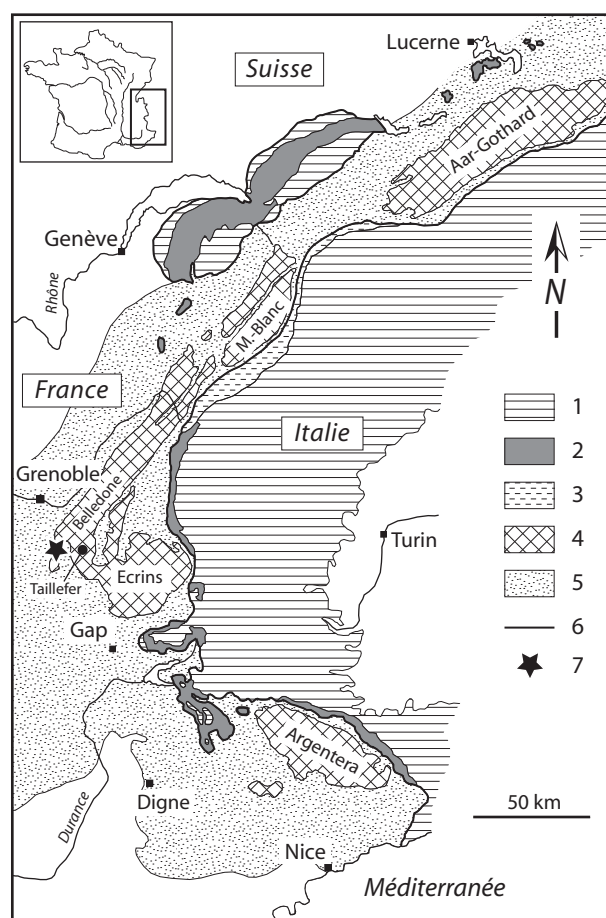 Lucerne
Suisse
Aar-Gothard
Genève
Rhône
N
M.-Blanc
France
Italie
Grenoble
Belledone
Taillefer
Ecrins
Turin
Gap
Argentera
Durance
Digne
Nice
Méditerranée
50 km
1
2
3
4
5
6
7